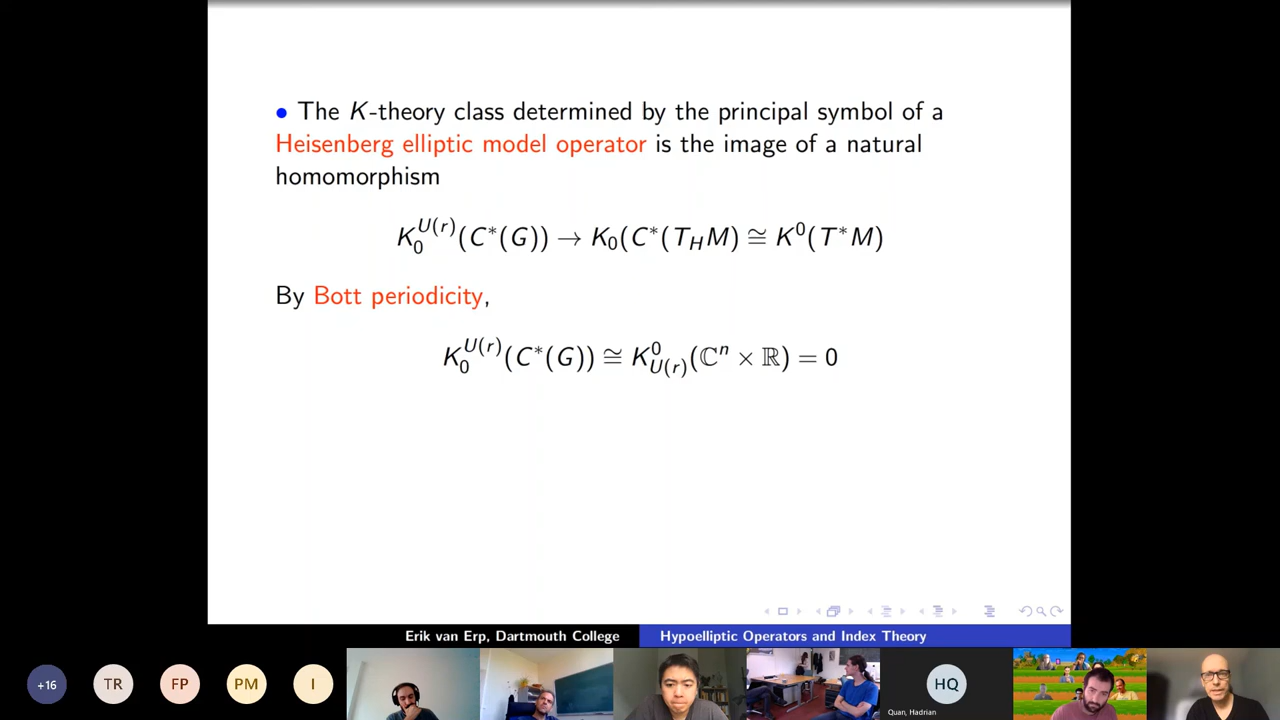 • The K-theory class determined by the principal symbol of a
Heisenberg elliptic model operator is the image of a natural
homomorphism
K_0^{U(r)}(C*(G)) → K_0(C*(T_H M) ≅ K^0(T*M)
By Bott periodicity,
K_0^{U(r)}(C*(G)) ≅ K^0_{U(r)}(ℂ^n × ℝ) = 0
Erik van Erp, Dartmouth College
Hypoelliptic Operators and Index Theory
+16
TR
FP
PM
I
HQ
Quan, Hadrian